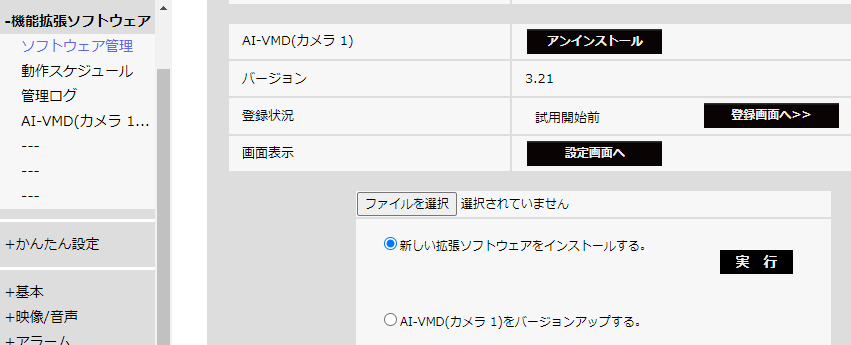 -機能拡張ソフトウェア
ソフトウェア管理
動作スケジュール
管理ログ
AI-VMD(カメラ 1...
---
---
---
+かんたん設定
+基本
+映像/音声
+アラーム
AI-VMD(カメラ 1) アンインストール
バージョン 3.21
登録状況 試用開始前 登録画面へ>>
画面表示 設定画面へ
ファイルを選択 選択されていません
新しい拡張ソフトウェアをインストールする。
実 行
AI-VMD(カメラ 1)をバージョンアップする。